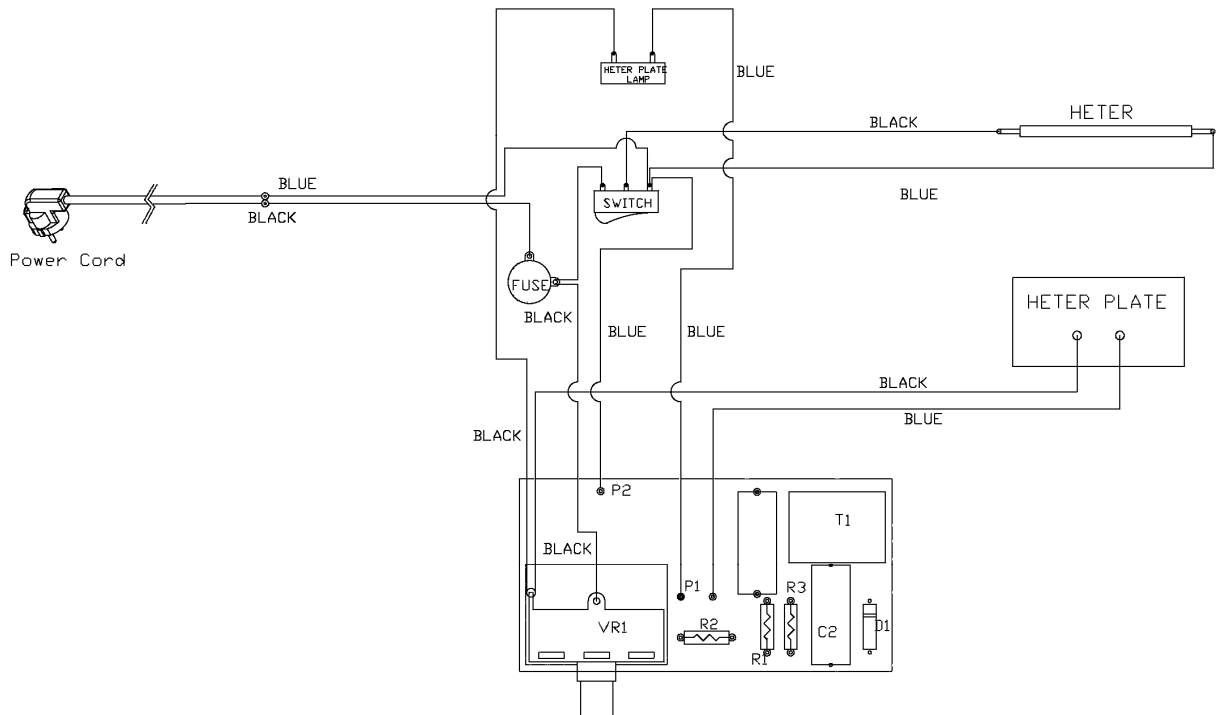 HETER PLATE
LAMP
BLUE
BLACK
HETER
BLUE
BLUE
SWITCH
BLACK
Power Cord
FUSE
HETER PLATE
BLACK
BLUE
BLUE
BLACK
BLUE
BLACK
P2
T1
BLACK
P1
R3
R2
VR1
C2
D1
R1